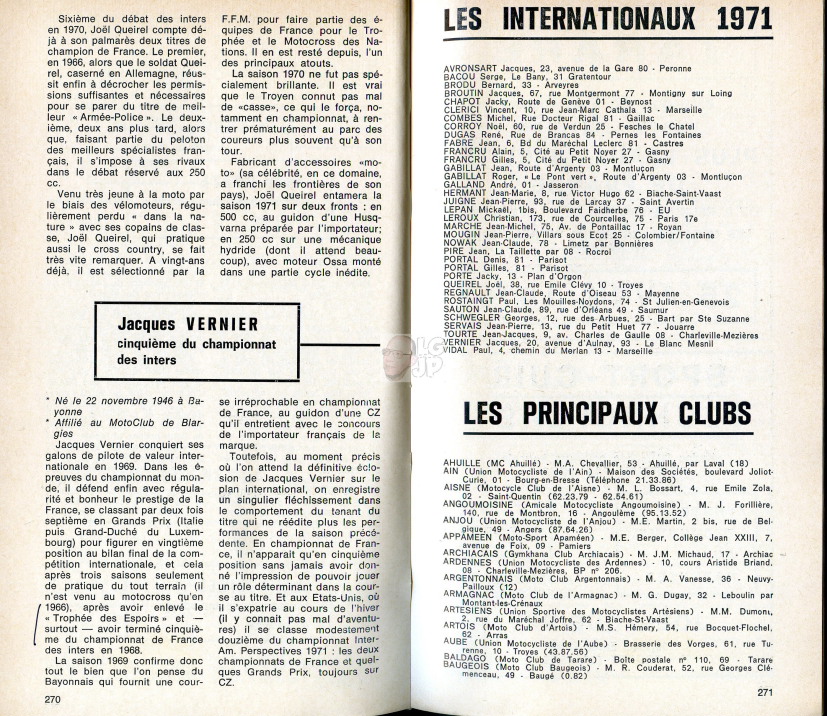 Sixième du débat des inters
en 1970, Joël Queirel compte dé-
jà à son palmarès deux titres de
champion de France. Le premier,
en 1966, alors que le soldat Quei-
rel, caserné en Allemagne, réus-
sit enfin à décrocher les permis-
sions suffisantes et nécessaires
pour se parer du titre de meil-
leur « Armée-Police ». Le deux-
ième, deux ans plus tard, alors
que, faisant partie du peloton
des meilleurs spécialistes fran-
çais, il s'impose à ses rivaux
dans le débat réservé aux 250
cc.
Venu très jeune à la moto par
le biais des vélomoteurs, régu-
lièrement perdu « dans la na-
ture » avec ses copains de clas-
se, Joël Queirel, qui pratique
aussi le cross country, se fait
très vite remarquer. A vingt-ans
déjà, il est sélectionné par la
F.F.M. pour faire partie des é-
quipes de France pour le Tro-
phée et le Motocross des Na-
tions. Il en est resté depuis, l'un
des principaux atouts.
La saison 1970 ne fut pas spé-
cialement brillante. Il est vrai
que le Troyen connut pas mal
de «casse», ce qui le força, no-
tamment en championnat, à ren-
trer prématurément au parc des
coureurs plus souvent qu'à son
tour.
Fabricant d'accessoires «mo-
to» (sa célébrité, en ce domaine,
a franchi les frontières de son
pays), Joël Queirel entamera la
saison 1971 sur deux fronts ; en
500 cc, au guidon d'une Husq-
varna préparée par l'importateur;
en 250 cc sur une mécanique
hydride (dont il attend beau-
coup), avec moteur Ossa monté
dans une partie cycle inédite.
Jacques VERNIER
cinquième du championnat
des inters
* Né le 22 novembre 1946 à Ba-
yonne
* Affilié au MotoClub de Blar-
gies
Jacques Vernier conquiert ses
galons de pilote de valeur inter-
nationale en 1969. Dans les é-
preuves du championnat du mon-
de, il défend enfin avec régula-
rité et bonheur le prestige de la
France, se classant par deux fois
septième en Grands Prix (Italie
puis Grand-Duché du Luxem-
bourg) pour figurer en vingtième
position au bilan final de la com-
pétition internationale, et cela
après trois saisons seulement
de pratique du tout terrain (il
n'est venu au motocross qu'en
1966), après avoir enlevé le
« Trophée des Espoirs » et —
surtout — avoir terminé cinquiè-
me du championnat de France
des inters en 1968.
La saison 1969 confirme donc
tout le bien que l'on pense du
Bayonnais qui fournit une cour-
se irréprochable en championnat
de France, au guidon d'une CZ
qu'il entretient avec le concours
de l'importateur français de la
marque.
Toutefois, au moment précis
où l'on attend la définitive éclo-
sion de Jacques Vernier sur le
plan international, on enregistre
un singulier fléchissement dans
le comportement du tenant du
titre qui ne réédite plus les per-
formances de la saison précé-
dente. En championnat de Fran-
ce, il n'apparaît qu'en cinquième
position sans jamais avoir don-
né l'impression de pouvoir jouer
un rôle déterminant dans la cour-
se au titre. Et aux Etats-Unis, où
il s'expatrie au cours de l'hiver
(il y connaît pas mal d'aventu-
res) il se classe modestement
douzième du championnat Inter-
Am. Perspectives 1971 : les deux
championnats de France et quel-
ques Grands Prix, toujours sur
CZ.
270
LES INTERNATIONAUX 1971
AVRONSART Jacques, 23, avenue de la Gare 80 - Peronne
BACOU Serge, Le Bany, 31 Gratentour
BRODU Bernard, 33 - Arveyres
BROUTIN Jacques, 67, rue Montgermont 77 - Montigny sur Loing
CHAPOT Jacky, Route de Genève 01 - Beynost
CLERICI Vincent, 10, rue Jean-Marc Cathala 13 - Marseille
COMBES Michel, Rue Docteur Rigal 81 - Gaillac
CORROY Noël, 60, rue de Verdun 25 - Fesches le Chatel
DUGAS René, Rue de Brancas 84 - Pernes les Fontaines
FABRE Jean, 6, Bd du Maréchal Leclerc 81 - Castres
FRANCRU Alain, 5, Cité au Petit Noyer 27 - Gasny
FRANCRU Gilles, 5, Cité du Petit Noyer 27 - Gasny
GABILLAT Jean, Route d'Argenty 03 - Montluçon
GABILLAT Roger, « Le Pont vert », Route d'Argenty 03 - Montluçon
GALLAND André, 01 - Jasseron
HERMANT Jean-Marie, 8, rue Victor Hugo 62 - Biache-Saint-Vaast
JUIGNE Jean-Pierre, 93, rue de Larcay 37 - Saint Avertin
LEPAN Mickaël, 1bis, Boulevard Faidherbe 76 - EU
LEROUX Christian, 173, rue de Courcelles, 75 - Paris 17e
MARCHE Jean-Michel, 75, Av. de Pontaillac 17 - Royan
MOUGIN Jean-Pierre, Villars sous Ecot 25 - Colombier/Fontaine
NOWAK Jean-Claude, 78 - Limetz par Bonnières
PIRE Jean, La Taillette par 08 - Rocroi
PORTAL Denis, 81 - Parisot
PORTAL Gilles, 81 - Parisot
PORTE Jacky, 13 - Plan d'Orgon
QUEIREL Joël, 38, rue Emile Clévy 10 - Troyes
REGNAULT Jean-Claude, Route d'Oiseau 53 - Mayenne
ROSTAINGT Paul, Les Mouilles-Noydons, 74 - St Julien-en-Genevois
SAUTON Jean-Claude, 89, rue d'Orléans 49 - Saumur
SCHWEGLER Georges, 12, rue des Arbues, 25 - Bart par Ste Suzanne
SERVAIS Jean-Pierre, 13, rue du Petit Huet 77 - Jouarre
TOURTE Jean-Jacques, 9, av. Charles de Gaulle 08 - Charleville-Mezières
VERNIER Jacques, 20, avenue d'Aulnay, 93 - Le Blanc Mesnil
VIDAL Paul, 4, chemin du Merlan 13 - Marseille
LES PRINCIPAUX CLUBS
AHUILLE (MC Ahuillé) - M.A. Chevallier, 53 - Ahuillé, par Laval (18)
AIN (Union Motocycliste de l'Ain) - Maison des Sociétés, boulevard Joliot-
Curie, 01 - Bourg-en-Bresse (Téléphone 21.33.86)
AISNE (Motocycle Club de l'Aisne) - M. L. Bossart, 4, rue Emile Zola,
02 - Saint-Quentin (62.23.79 - 62.54.61)
ANGOUMOISINE (Amicale Motocycliste Angoumoisine) - M. J. Forillière,
140, rue de Montbron, 16 - Angoulême (95.13.52)
ANJOU (Union Motocycliste de l'Anjou) - M.E. Martin, 2 bis, rue de Bel-
gique, 49 - Angers (87.64.26)
APPAMEEN (Moto-Sport Apaméen) - M.E. Berger, Collège Jean XXIII, 7,
avenue de Foix, 09 - Pamiers
ARCHIACAIS (Gymkhana Club Archiacais) - M. J.M. Michaud, 17 - Archiac
ARDENNES (Union Motocycliste des Ardennes) - 10, cours Aristide Briand,
08 - Charleville-Mezières, BP n° 206.
ARGENTONNAIS (Moto Club Argentonnais) - M. A. Vanesse, 36 - Neuvy-
Pailloux (12)
ARMAGNAC (Moto Club de l'Armagnac) - M. G. Dugay, 32 - Leboulin par
Montant-les-Crénaux
ARTESIENS (Union Sportive des Motocyclistes Artésiens) - M.M. Dumont,
2, rue du Maréchal Joffre, 62 - Biache-St-Vaast
ARTOIS (Moto Club d'Artois) - M.S. Hémery, 54, rue Bocquet-Flochel,
62 - Arras
AUBE (Union Motocycliste de l'Aube) - Brasserie des Vorges, 61, rue Tu-
renne, 10 - Troyes (43.87.56)
BALDAGO (Moto Club de Tarare) - Boîte postale n° 110, 69 - Tarare
BAUGEOIS (Moto Club Baugeois) - M. R. Couderat, 52, rue Georges Clé-
menceau, 49 - Baugé (0.82)
271
LG
JP